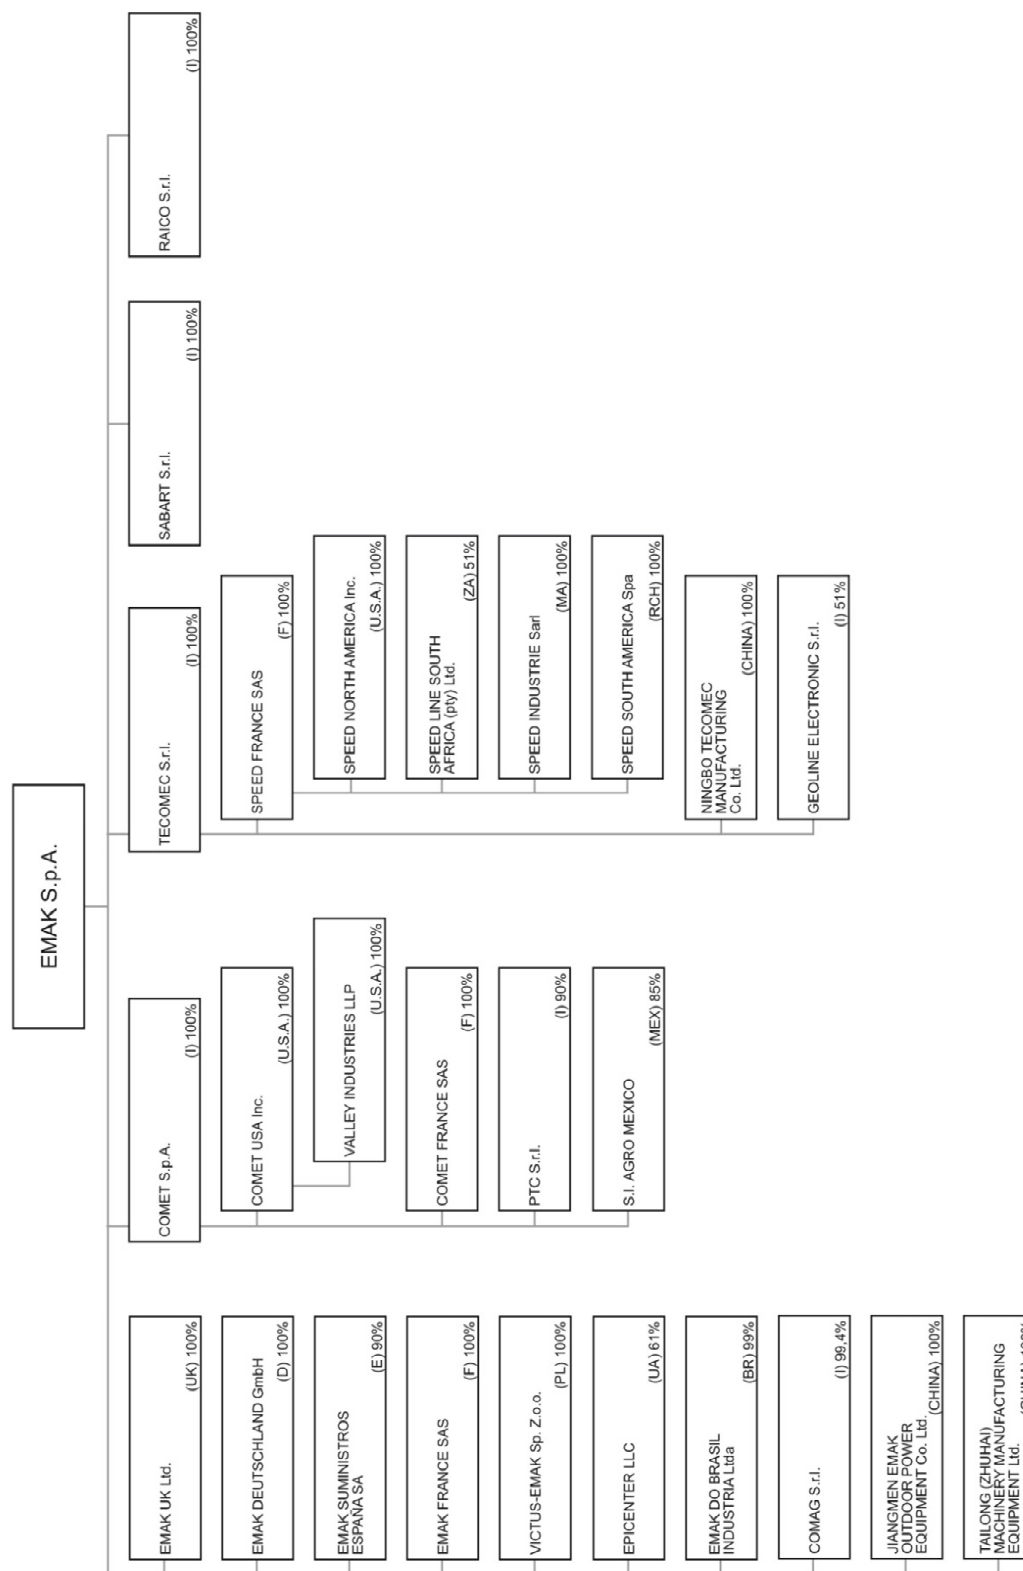 EMAK S.p.A.
EMAK UK Ltd.
(UK) 100%
EMAK DEUTSCHLAND GmbH
(D) 100%
EMAK SUMINISTROS
ESPAÑA SA
(E) 90%
EMAK FRANCE SAS
(F) 100%
VICTUS-EMAK Sp. Z.o.o.
(PL) 100%
EPICENTER LLC
(UA) 61%
EMAK DO BRASIL
INDUSTRIA Ltda
(BR) 99%
COMAG S.r.l.
(I) 99,4%
JIANGMEN EMAK
OUTDOOR POWER
EQUIPMENT Co. Ltd.
(CHINA) 100%
TAILONG (ZHUHAI)
MACHINERY MANUFACTURING
EQUIPMENT Ltd.
COMET S.p.A.
(I) 100%
COMET USA Inc.
(U.S.A.) 100%
VALLEY INDUSTRIES LLP
(U.S.A.) 100%
COMET FRANCE SAS
(F) 100%
PTC S.r.l.
(I) 90%
S.I. AGRO MEXICO
(MEX) 85%
TECOMEC S.r.l.
(I) 100%
SPEED FRANCE SAS
(F) 100%
SPEED NORTH AMERICA Inc.
(U.S.A.) 100%
SPEED LINE SOUTH
AFRICA (pty) Ltd.
(ZA) 51%
SPEED INDUSTRIE Sarl
(MA) 100%
SPEED SOUTH AMERICA Spa
(RCH) 100%
NINGBO TECOMEC
MANUFACTURING
Co. Ltd.
(CHINA) 100%
GEOLINE ELECTRONIC S.r.l.
(I) 51%
SABART S.r.l.
(I) 100%
RAICO S.r.l.
(I) 100%